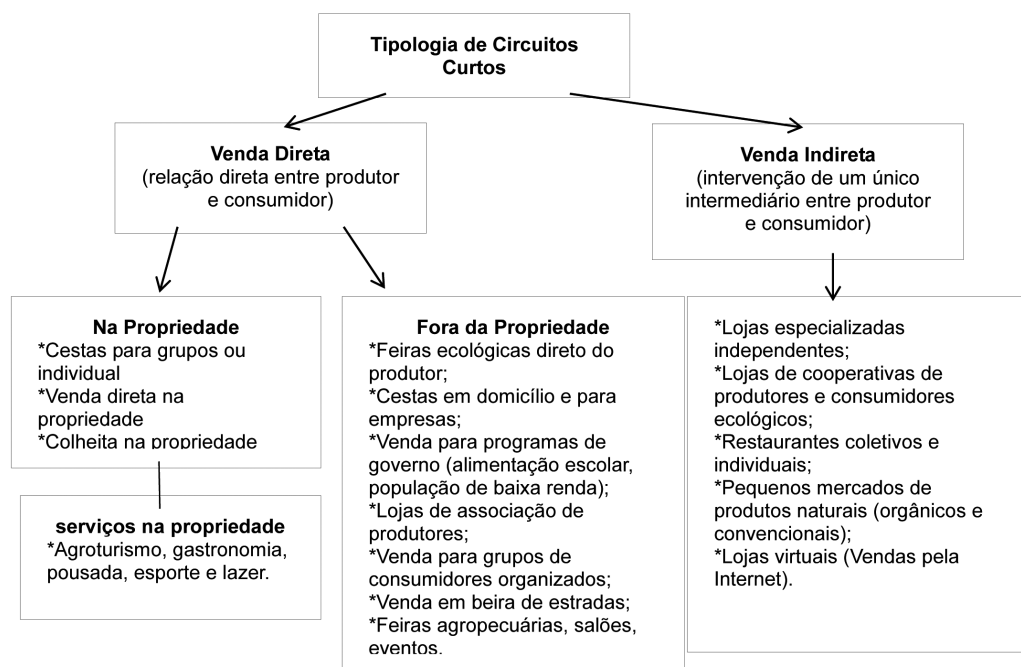 Tipologia de Circuitos
Curtos
Venda Direta
(relação direta entre produtor
e consumidor)
Venda Indireta
(intervenção de um único
intermediário entre produtor
e consumidor)
Na Propriedade
*Cestas para grupos ou
individual
*Venda direta na
propriedade
*Colheita na propriedade
serviços na propriedade
*Agroturismo, gastronomia,
pousada, esporte e lazer.
Fora da Propriedade
*Feiras ecológicas direto do
produtor;
*Cestas em domicílio e para
empresas;
*Venda para programas de
governo (alimentação escolar,
população de baixa renda);
*Lojas de associação de
produtores;
*Venda para grupos de
consumidores organizados;
*Venda em beira de estradas;
*Feiras agropecuárias, salões,
eventos.
*Lojas especializadas
independentes;
*Lojas de cooperativas de
produtores e consumidores
ecológicos;
*Restaurantes coletivos e
individuais;
*Pequenos mercados de
produtos naturais (orgânicos e
convencionais);
*Lojas virtuais (Vendas pela
Internet).